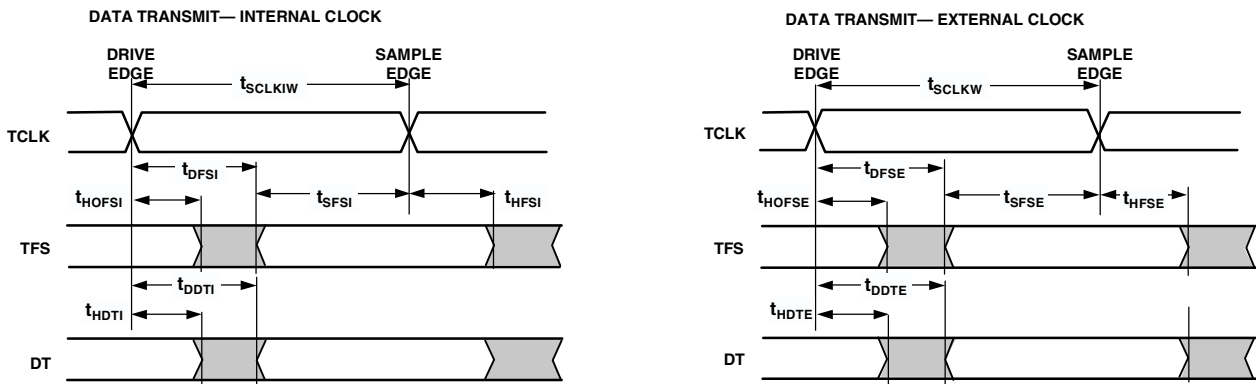 DATA TRANSMIT— INTERNAL CLOCK
DRIVE
EDGE
SAMPLE
EDGE
tSCLKIW
TCLK
tDFSI
tHOFSI
tSFSI
tHFSI
TFS
tDDTI
tHDTI
DT
DATA TRANSMIT— EXTERNAL CLOCK
DRIVE
EDGE
SAMPLE
EDGE
tSCLKW
TCLK
tDFSE
tHOFSE
tSFSE
tHFSE
TFS
tDDTE
tHDTE
DT